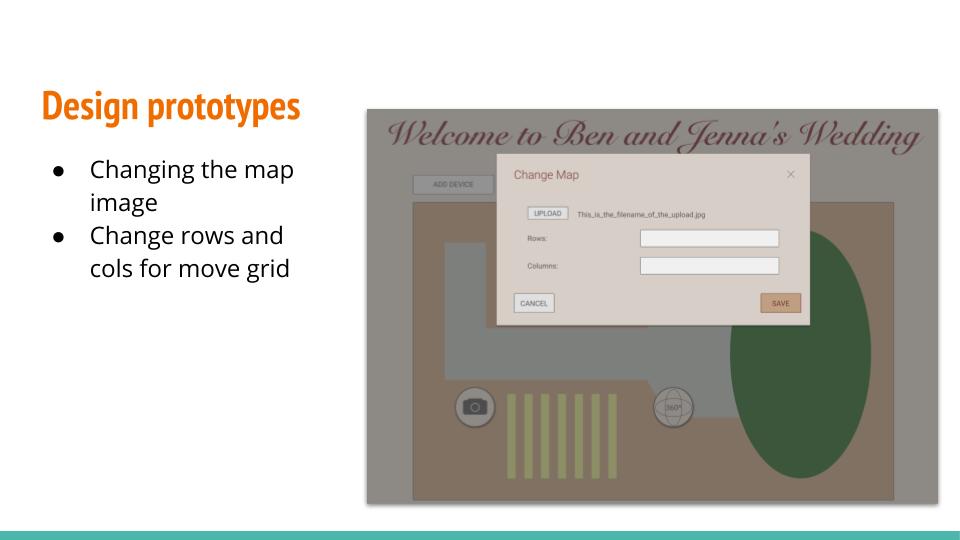 Design prototypes
● Changing the map
image
● Change rows and
cols for move grid
Welcome to Ben and Jenna's Wedding
ADD DEVICE
Change Map
UPLOAD This_is_the_filename_of_the_upload.jpg
Rows:
Columns:
CANCEL SAVE
360°